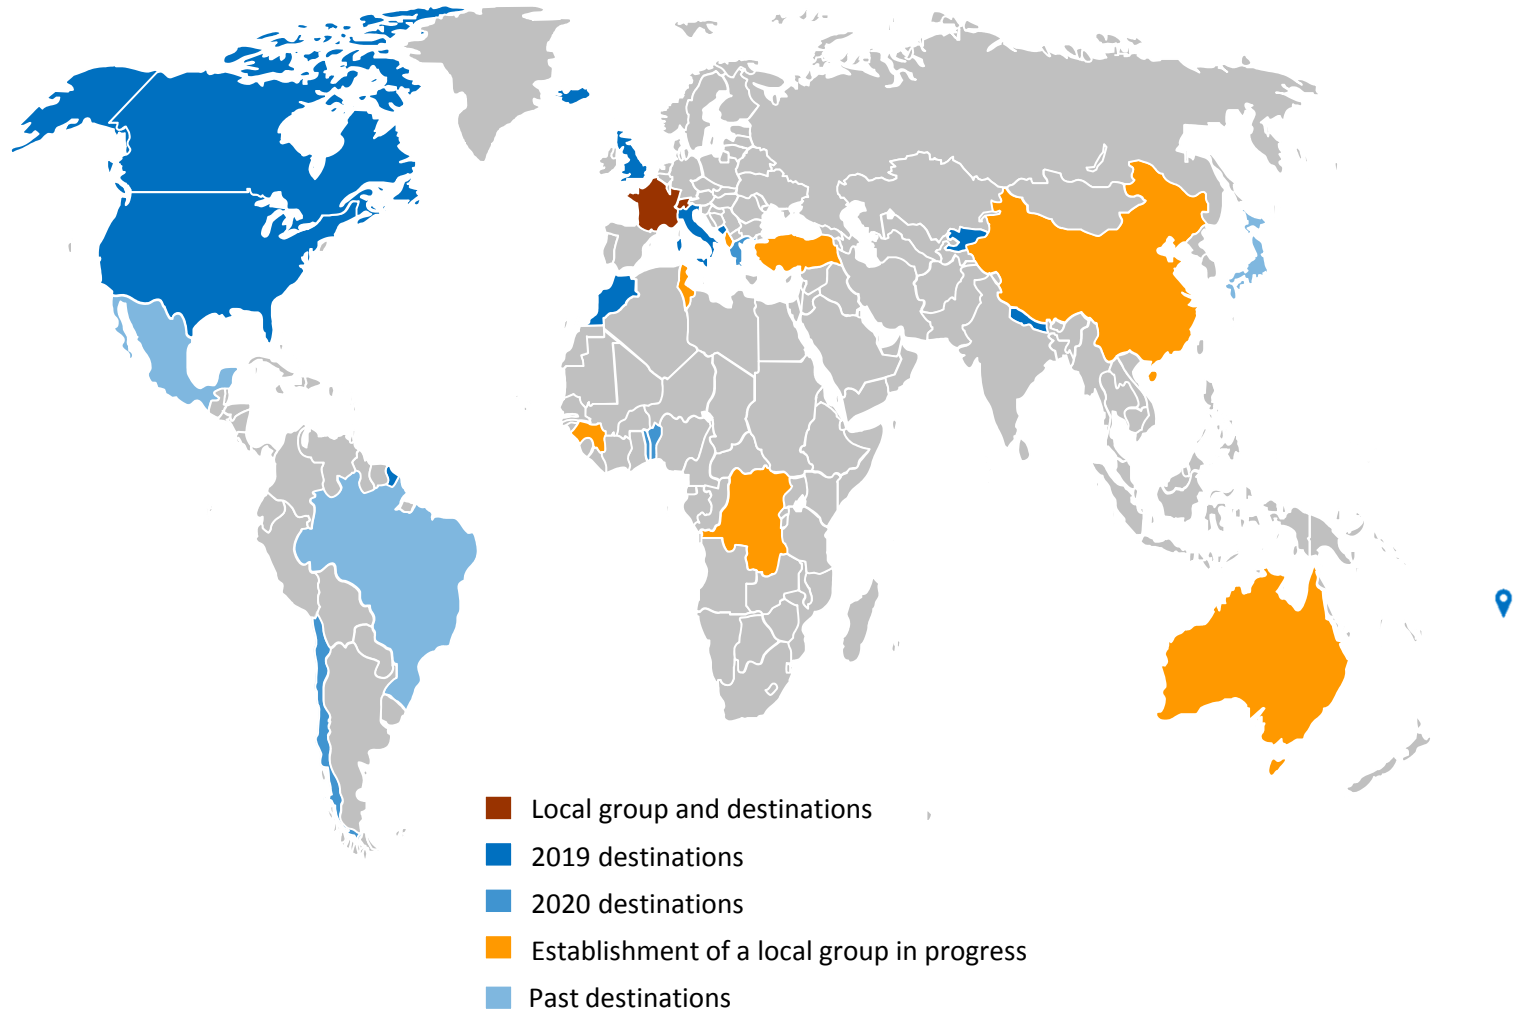 Local group and destinations
2019 destinations
2020 destinations
Establishment of a local group in progress
Past destinations